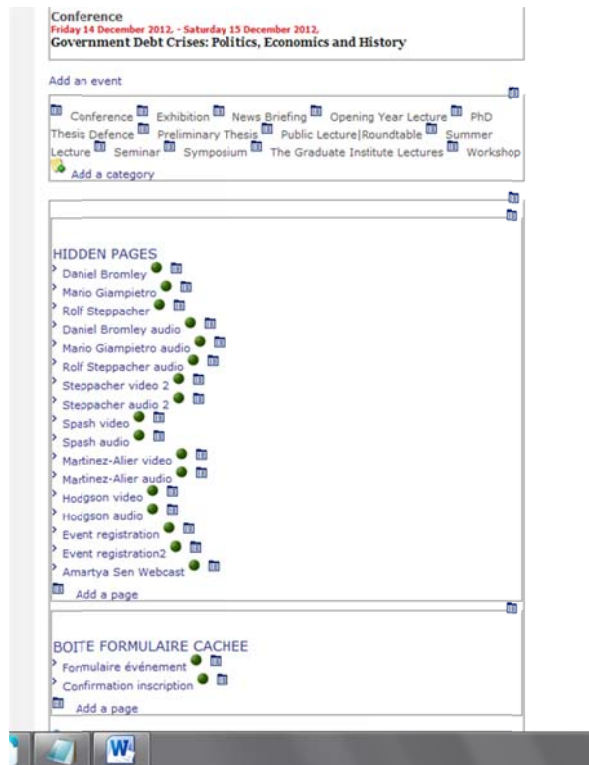 Conference
Friday 14 December 2012, - Saturday 15 December 2012,
Government Debt Crises: Politics, Economics and History
Add an event
Conference Exhibition News Briefing Opening Year Lecture PhD
Thesis Defence Preliminary Thesis Public Lecture|Roundtable Summer
Lecture Seminar Symposium The Graduate Institute Lectures Workshop
Add a category
HIDDEN PAGES
Daniel Bromley
Mario Giampietro
Rolf Steppacher
Daniel Bromley audio
Mario Giampietro audio
Rolf Steppacher audio
Steppacher video 2
Steppacher audio 2
Spash video
Spash audio
Martinez-Alier video
Martinez-Alier audio
Hodgson video
Hodgson audio
Event registration
Event registration2
Amartya Sen Webcast
Add a page
BOITE FORMULAIRE CACHEE
Formulaire événement
Confirmation inscription
Add a page
W